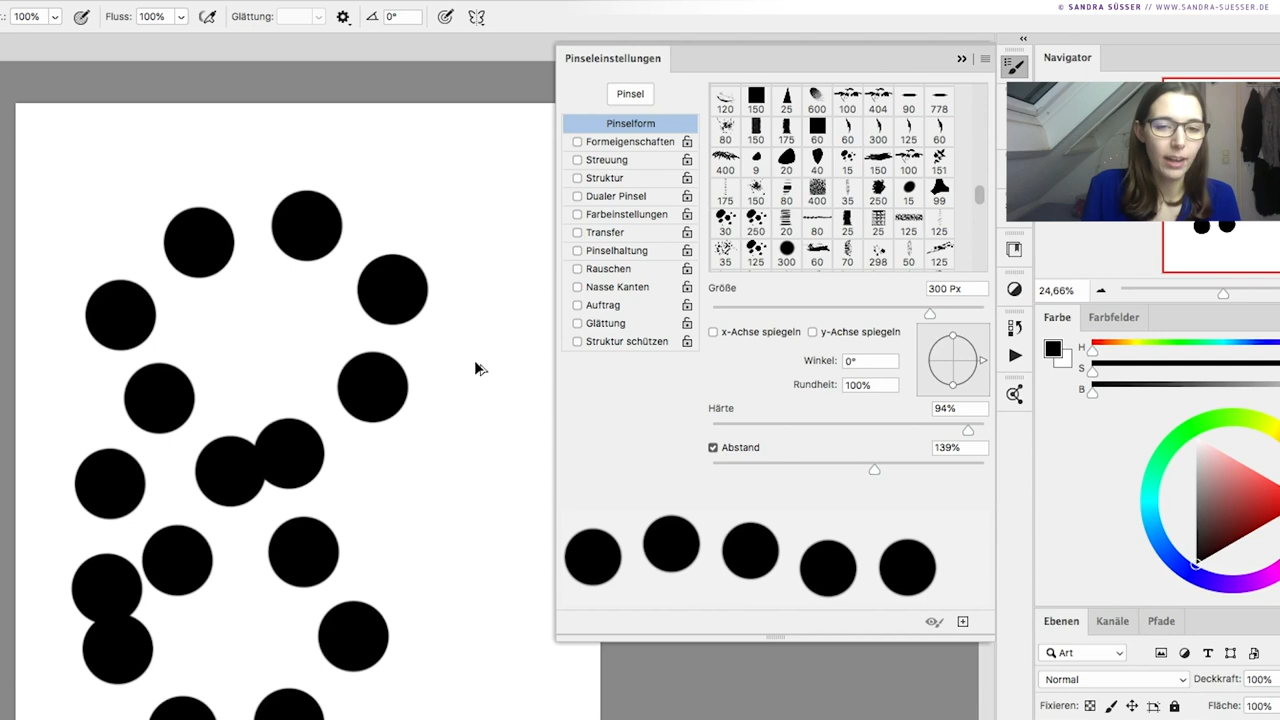 © SANDRA SÜSSER // WWW.SANDRA-SUESSER.DE
.: 100% Fluss: 100% Glättung: 0°
Pinseleinstellungen
Navigator
Pinsel
Pinselform
Formeigenschaften
Streuung
Struktur
Dualer Pinsel
Farbeinstellungen
Transfer
Pinselhaltung
Rauschen
Nasse Kanten
Auftrag
Glättung
Struktur schützen
120 150 25 600 100 404 90 778
80 150 175 60 60 300 125 60
400 9 20 40 15 150 100 151
175 150 80 400 35 250 15 99
30 250 20 80 25 25 125 125
35 125 300 60 70 298 50 125
Größe 300 Px
x-Achse spiegeln y-Achse spiegeln
Winkel: 0°
Rundheit: 100%
Härte 94%
Abstand 139%
24,66%
Farbe Farbfelder
H
S
B
Ebenen Kanäle Pfade
Art
Normal Deckkraft: 100%
Fixieren: Fläche: 100%